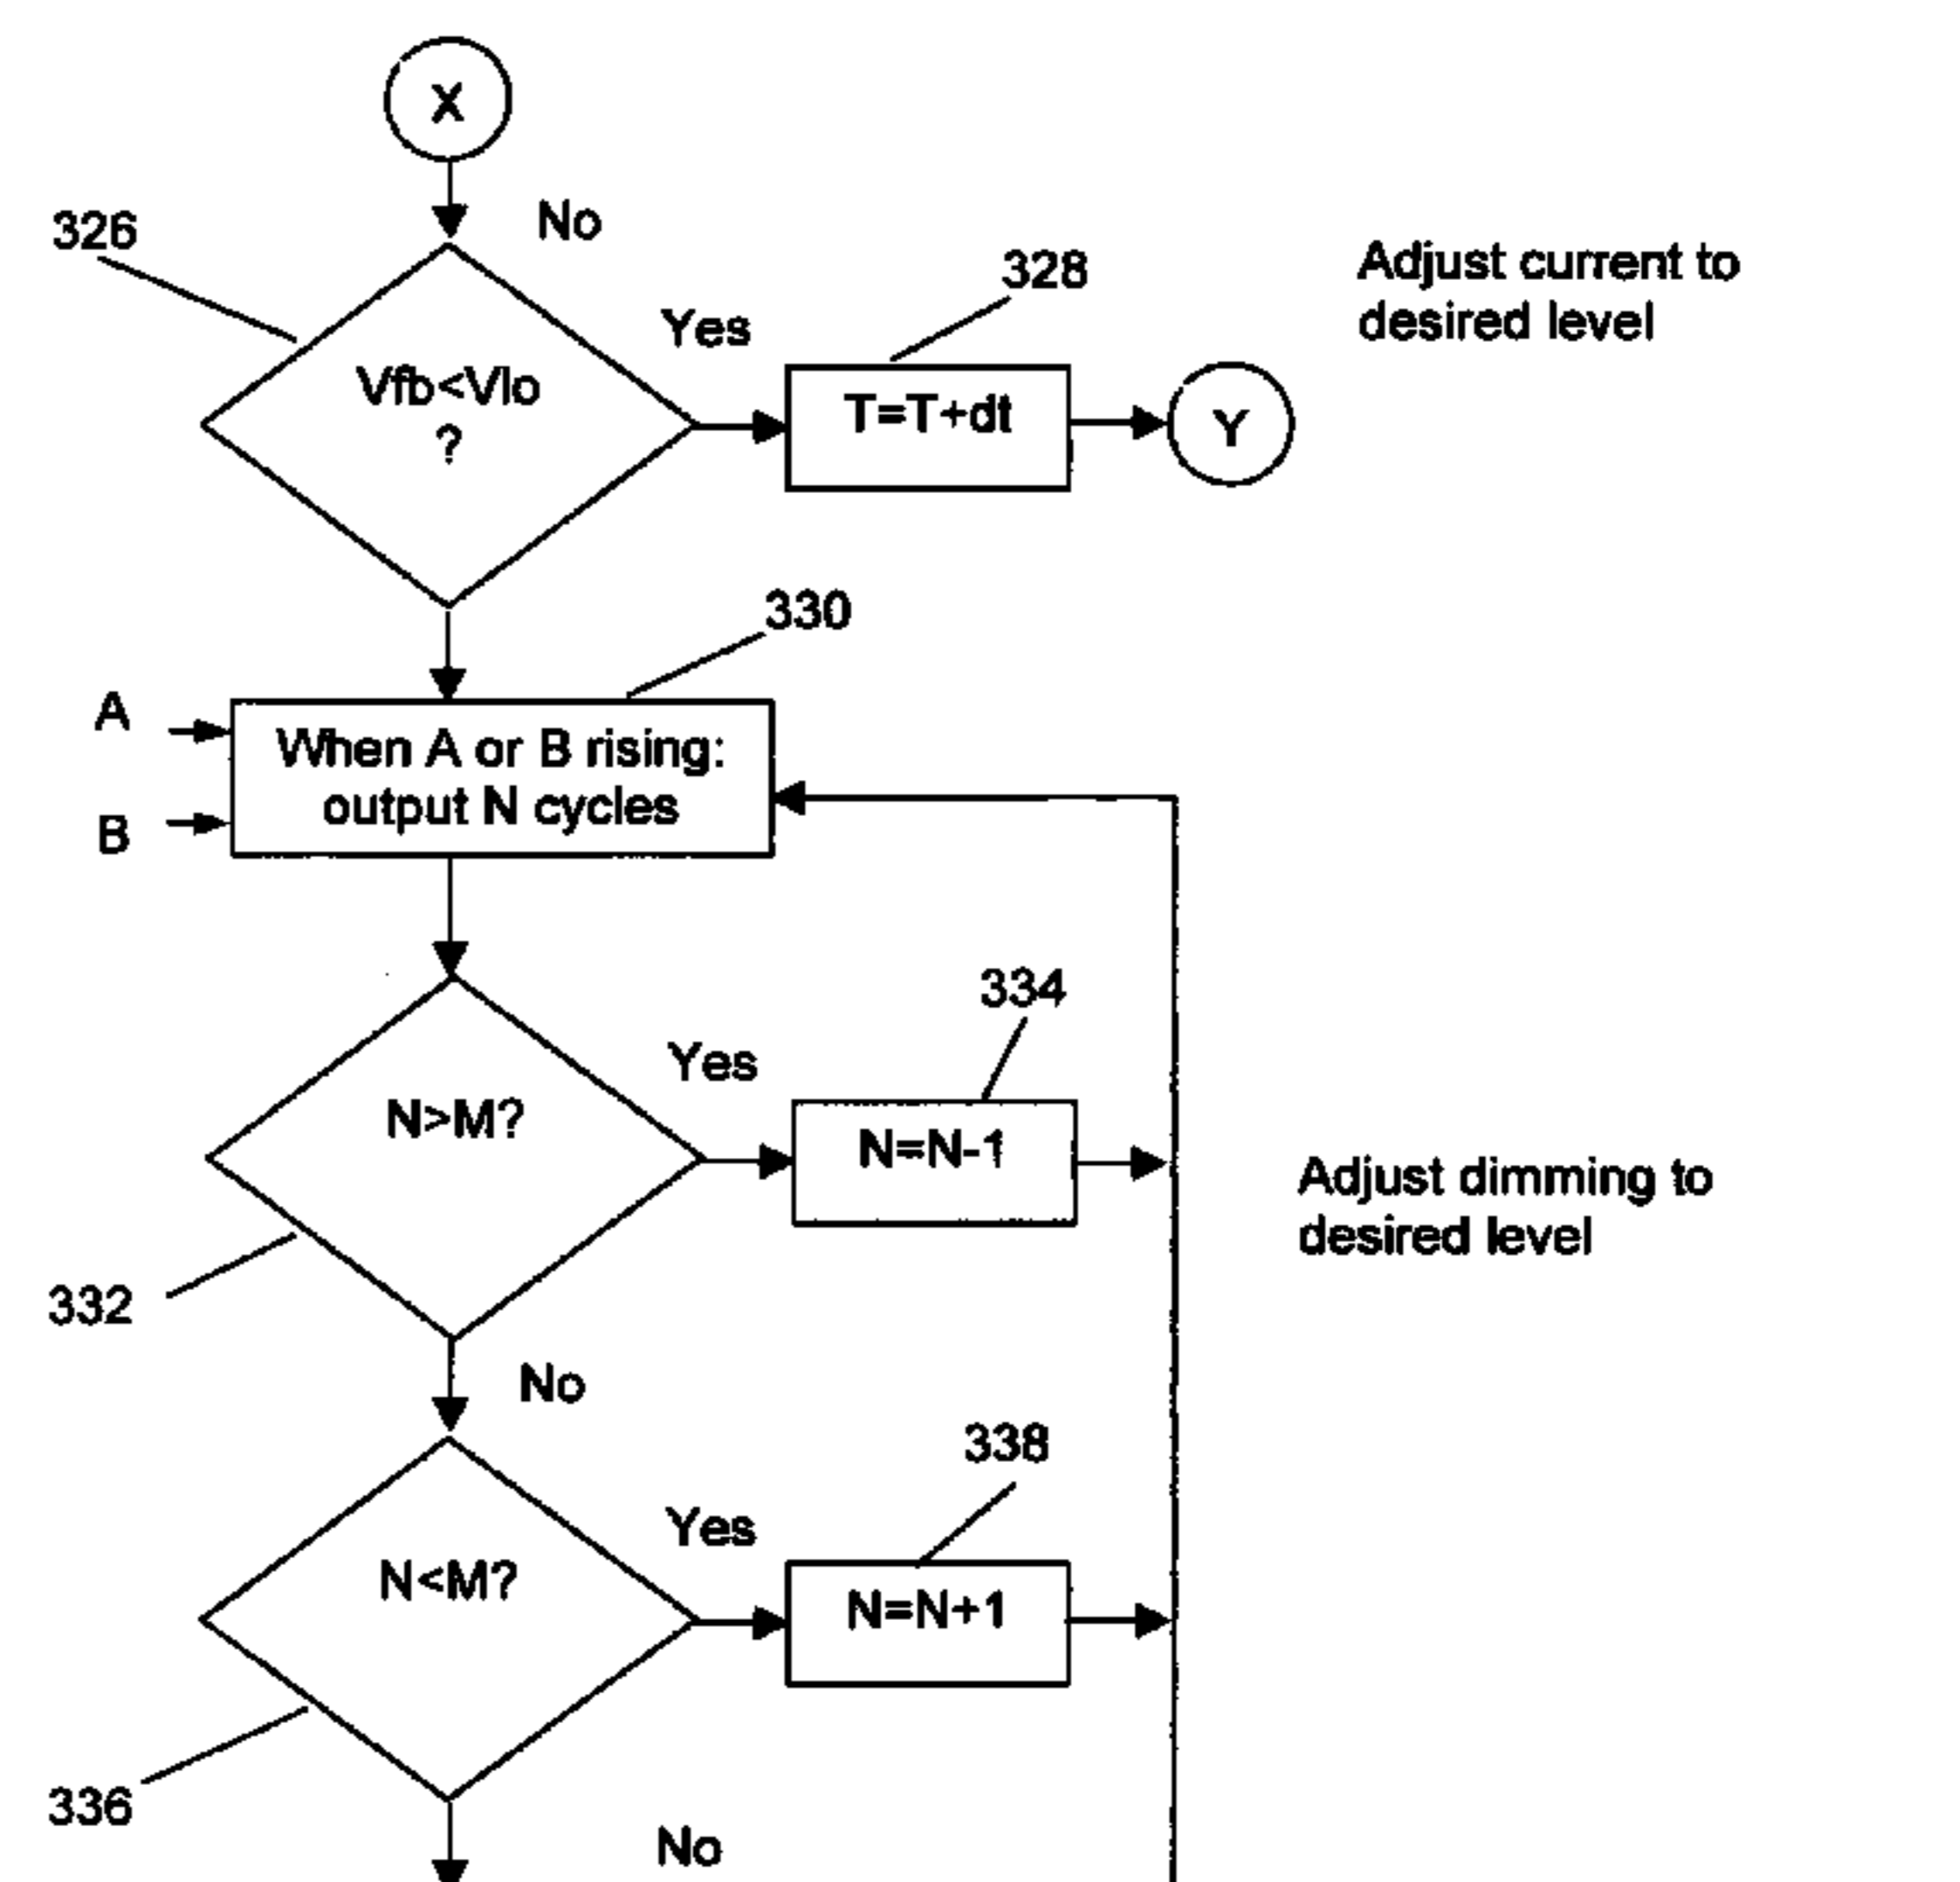 X
No
326
328
Adjust current to
desired level
Yes
Vfb<Vlo
?
T=T+dt
Y
330
A
When A or B rising:
output N cycles
B
334
Yes
N>M?
N=N-1
Adjust dimming to
desired level
332
No
338
Yes
N<M?
N=N+1
336
No